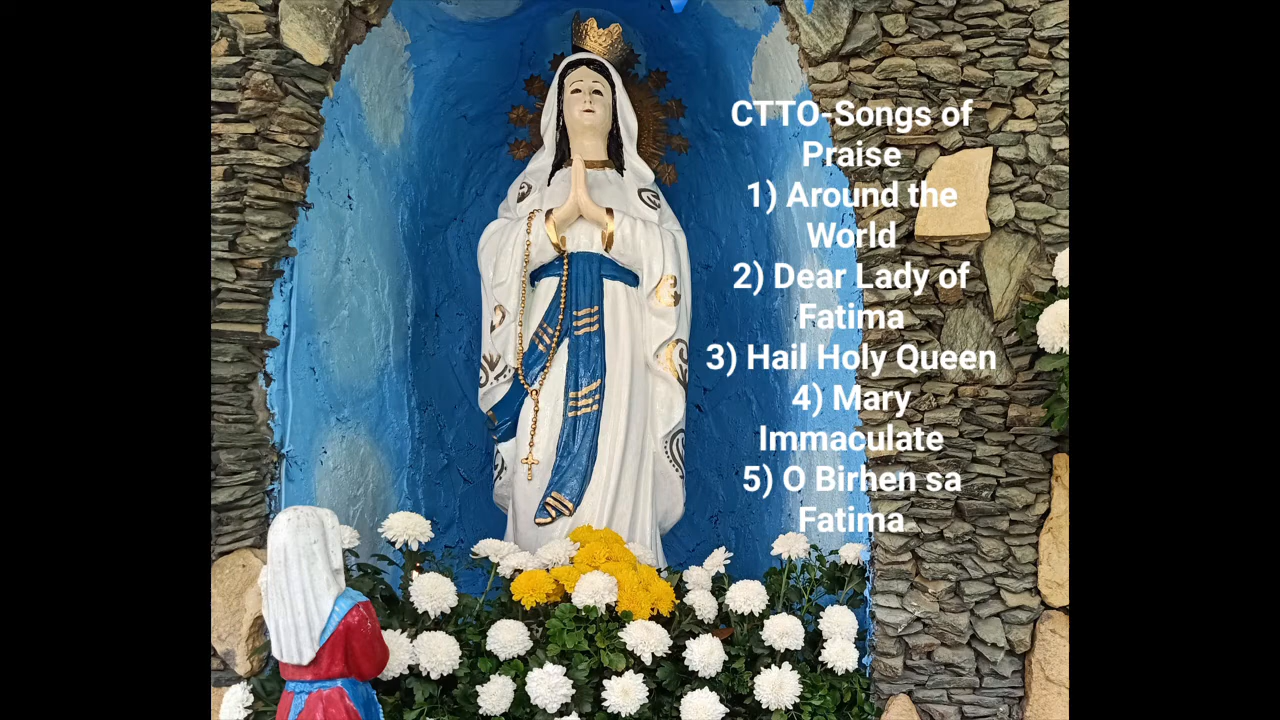 CTTO-Songs of
Praise
1) Around the
World
2) Dear Lady of
Fatima
3) Hail Holy Queen
4) Mary
Immaculate
5) O Birhen sa
Fatima